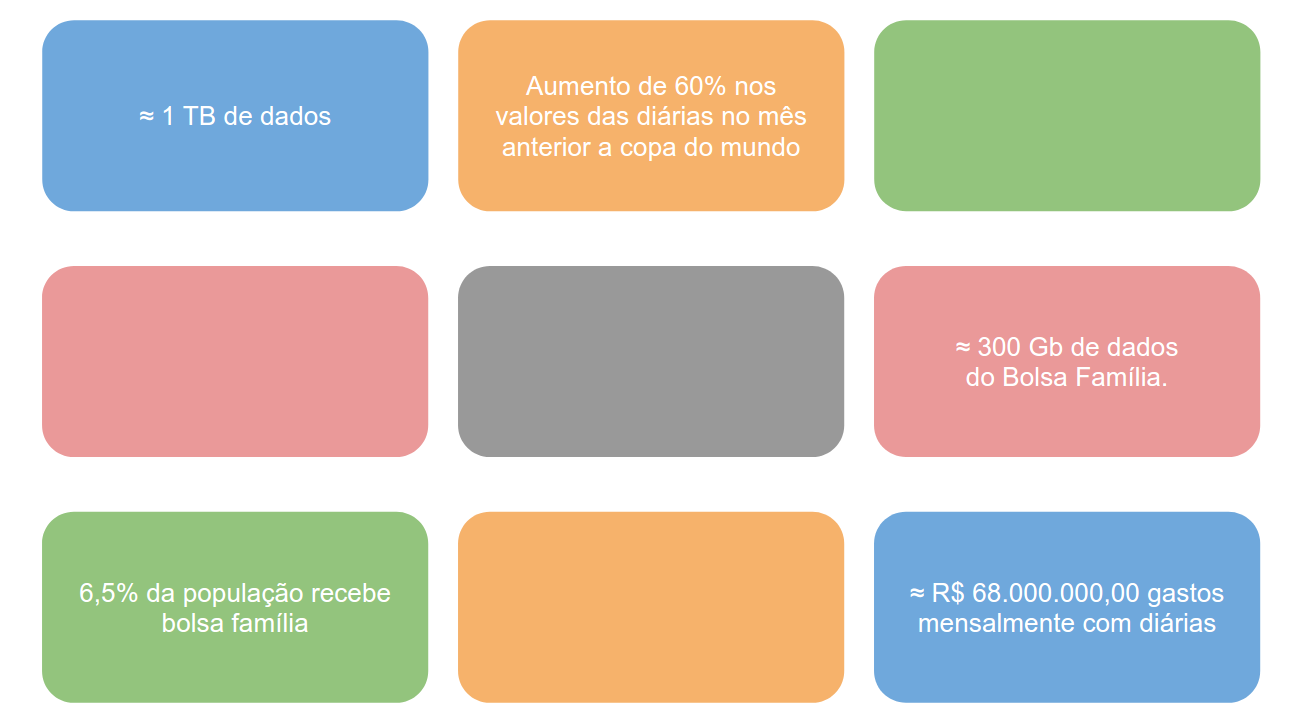 ≈ 1 TB de dados
Aumento de 60% nos
valores das diárias no mês
anterior a copa do mundo
≈ 300 Gb de dados
do Bolsa Família.
6,5% da população recebe
bolsa família
≈ R$ 68.000.000,00 gastos
mensalmente com diárias